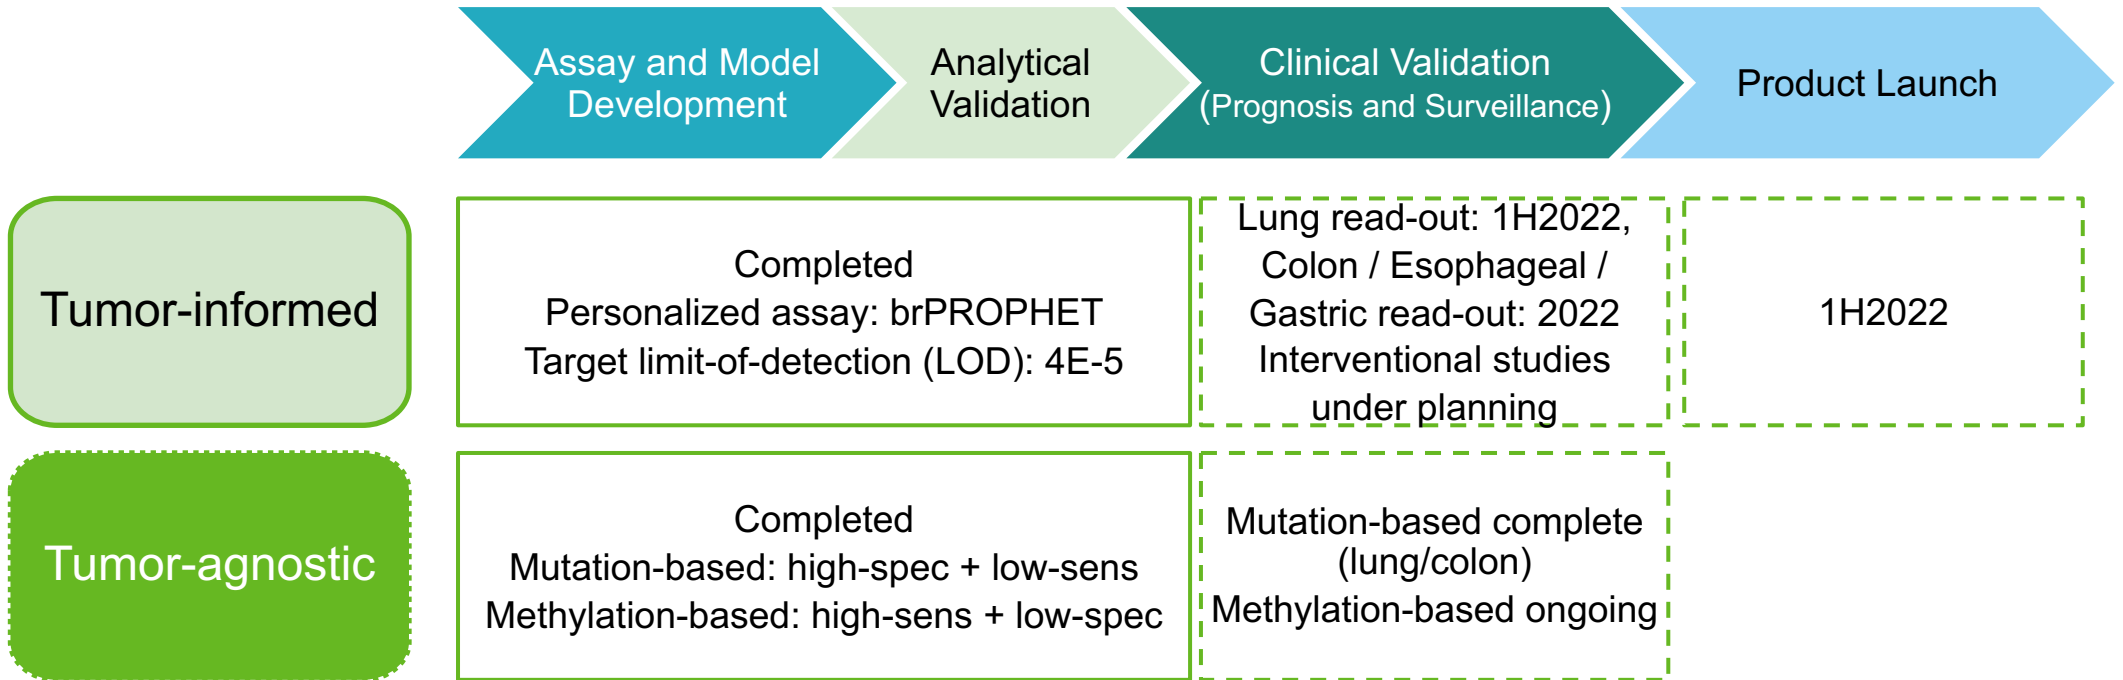 Assay and Model
Development
Analytical
Validation
Clinical Validation
(Prognosis and Surveillance)
Product Launch
Tumor-informed
Completed
Personalized assay: brPROPHET
Target limit-of-detection (LOD): 4E-5
Lung read-out: 1H2022,
Colon / Esophageal /
Gastric read-out: 2022
Interventional studies
under planning
1H2022
Tumor-agnostic
Completed
Mutation-based: high-spec + low-sens
Methylation-based: high-sens + low-spec
Mutation-based complete
(lung/colon)
Methylation-based ongoing